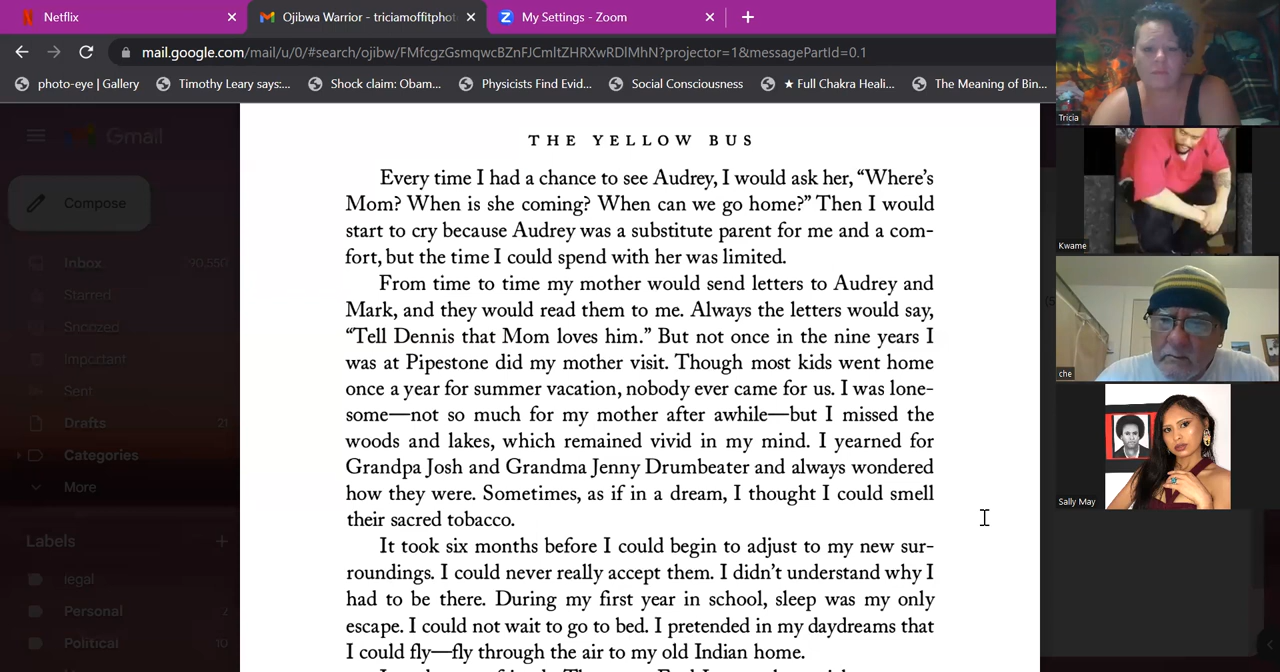 Netflix
Ojibwa Warrior - triciamoffitphot
My Settings - Zoom
mail.google.com/mail/u/0/#search/ojibw/FMfcgzGsmqwcBZnFJCmltZHRXwRDlMhN?projector=1&messagePartId=0.1
photo-eye | Gallery
Timothy Leary says:...
Shock claim: Obam...
Physicists Find Evid...
Social Consciousness
★ Full Chakra Heali...
The Meaning of Bin...
Gmail
Compose
Inbox
Starred
Snoozed
Important
Sent
Drafts 21
Categories
More
Labels
legal
Personal 2
Political 10
THE YELLOW BUS
Every time I had a chance to see Audrey, I would ask her, “Where’s
Mom? When is she coming? When can we go home?” Then I would
start to cry because Audrey was a substitute parent for me and a com-
fort, but the time I could spend with her was limited.
From time to time my mother would send letters to Audrey and
Mark, and they would read them to me. Always the letters would say,
“Tell Dennis that Mom loves him.” But not once in the nine years I
was at Pipestone did my mother visit. Though most kids went home
once a year for summer vacation, nobody ever came for us. I was lone-
some—not so much for my mother after awhile—but I missed the
woods and lakes, which remained vivid in my mind. I yearned for
Grandpa Josh and Grandma Jenny Drumbeater and always wondered
how they were. Sometimes, as if in a dream, I thought I could smell
their sacred tobacco.
It took six months before I could begin to adjust to my new sur-
roundings. I could never really accept them. I didn’t understand why I
had to be there. During my first year in school, sleep was my only
escape. I could not wait to go to bed. I pretended in my daydreams that
I could fly—fly through the air to my old Indian home.
Tricia
Kwame
che
Sally May